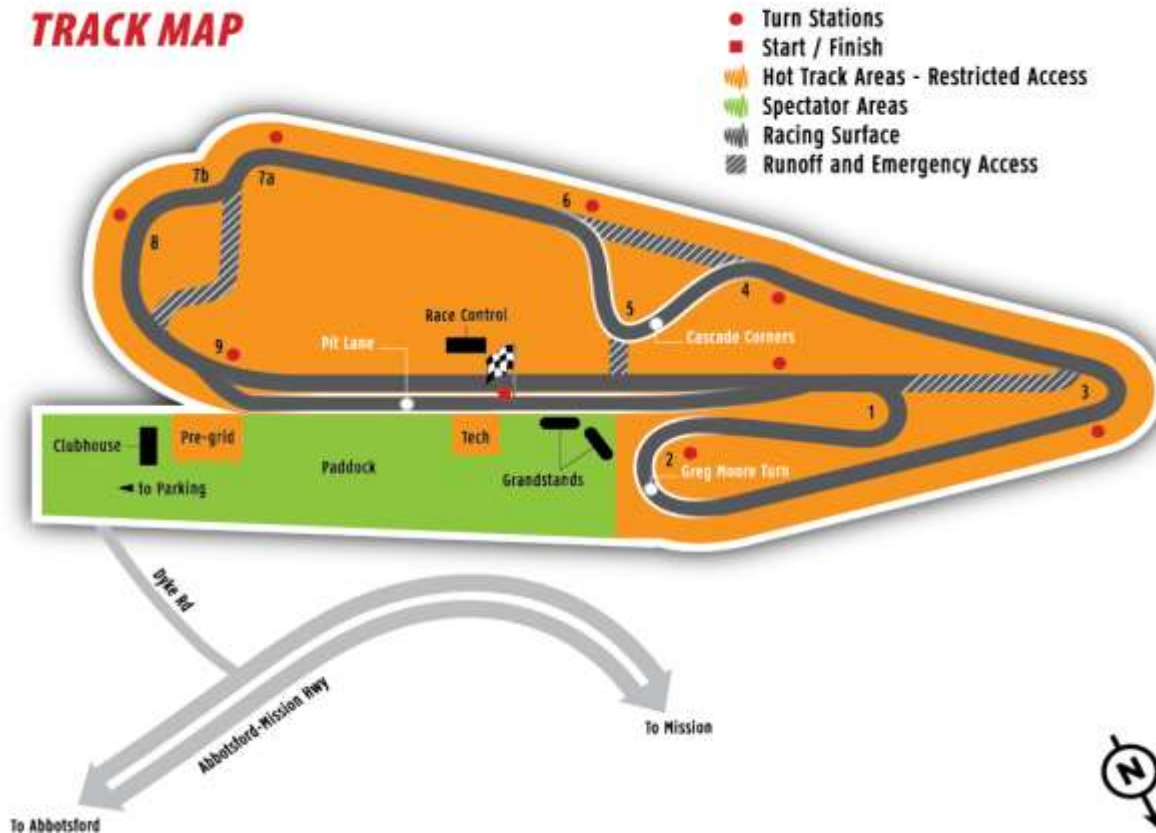 TRACK MAP
Turn Stations
Start / Finish
Hot Track Areas - Restricted Access
Spectator Areas
Racing Surface
Runoff and Emergency Access
7b
7a
6
8
4
5
Race Control
Cascade Corners
Pit Lane
9
3
1
Clubhouse
Pre-grid
Tech
Paddock
Grandstands
2
Greg Moore Turn
to Parking
Dyke Rd
Abbotsford-Mission Hwy
To Mission
To Abbotsford
N